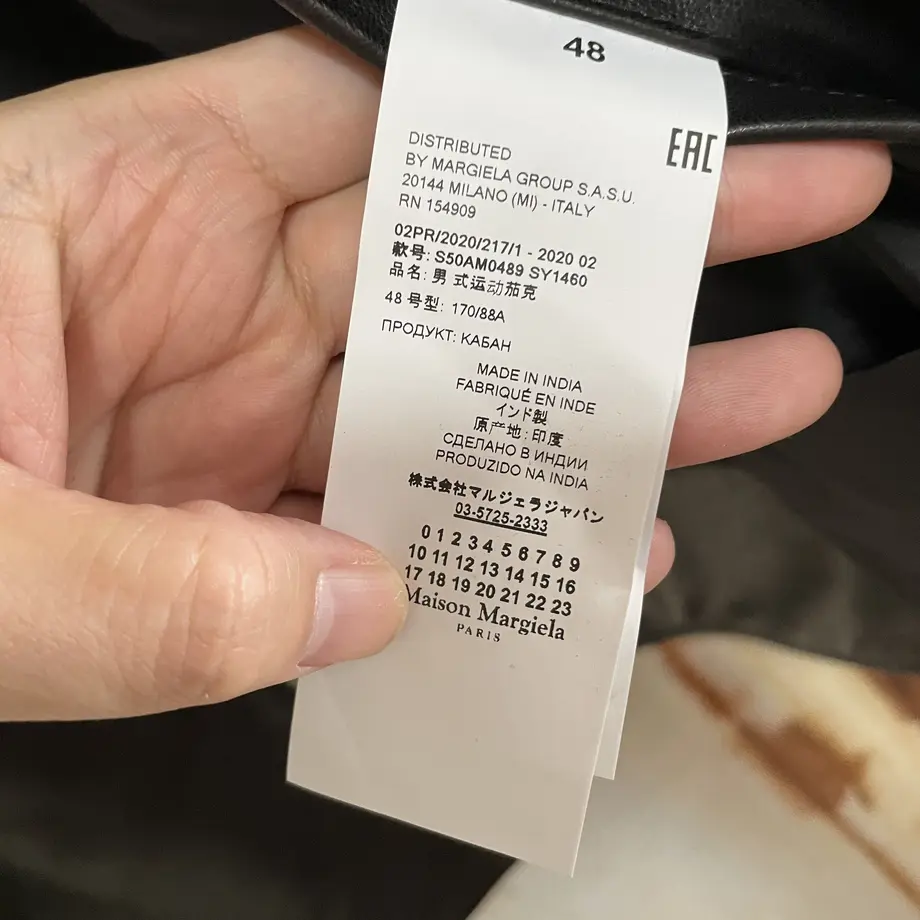 48
EAC
DISTRIBUTED
BY MARGIELA GROUP S.A.S.U.
20144 MILANO (MI) - ITALY
RN 154909
02PR/2020/217/1 - 2020 02
款号: S50AM0489 SY1460
品名: 男 式运动茄克
48 号型: 170/88A
ПРОДУКТ: КАБАН
MADE IN INDIA
FABRIQUÉ EN INDE
インド製
原产地: 印度
СДЕЛАНО В ИНДИИ
PRODUZIDO NA INDIA
株式会社マルジェラジャパン
03-5725-2333
0 1 2 3 4 5 6 7 8 9
10 11 12 13 14 15 16
17 18 19 20 21 22 23
Maison Margiela
PARIS